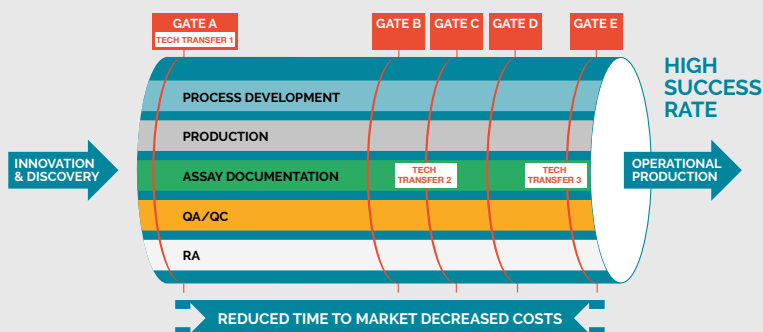 GATE A
TECH TRANSFER 1
GATE B
GATE C
GATE D
GATE E
HIGH
SUCCESS
RATE
PROCESS DEVELOPMENT
PRODUCTION
INNOVATION
& DISCOVERY
ASSAY DOCUMENTATION
TECH
TRANSFER 2
TECH
TRANSFER 3
OPERATIONAL
PRODUCTION
QA/QC
RA
REDUCED TIME TO MARKET DECREASED COSTS